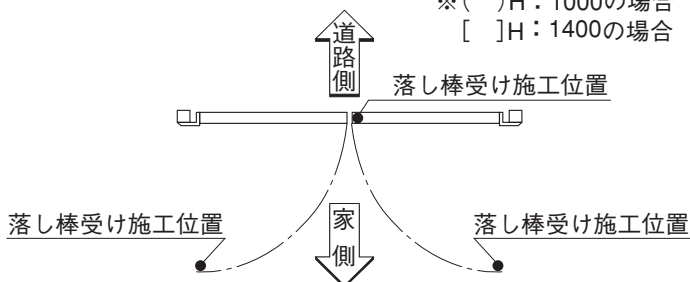 ※(　)H：1000の場合
[　]H：1400の場合
道路側
落し棒受け施工位置
落し棒受け施工位置
家側
落し棒受け施工位置